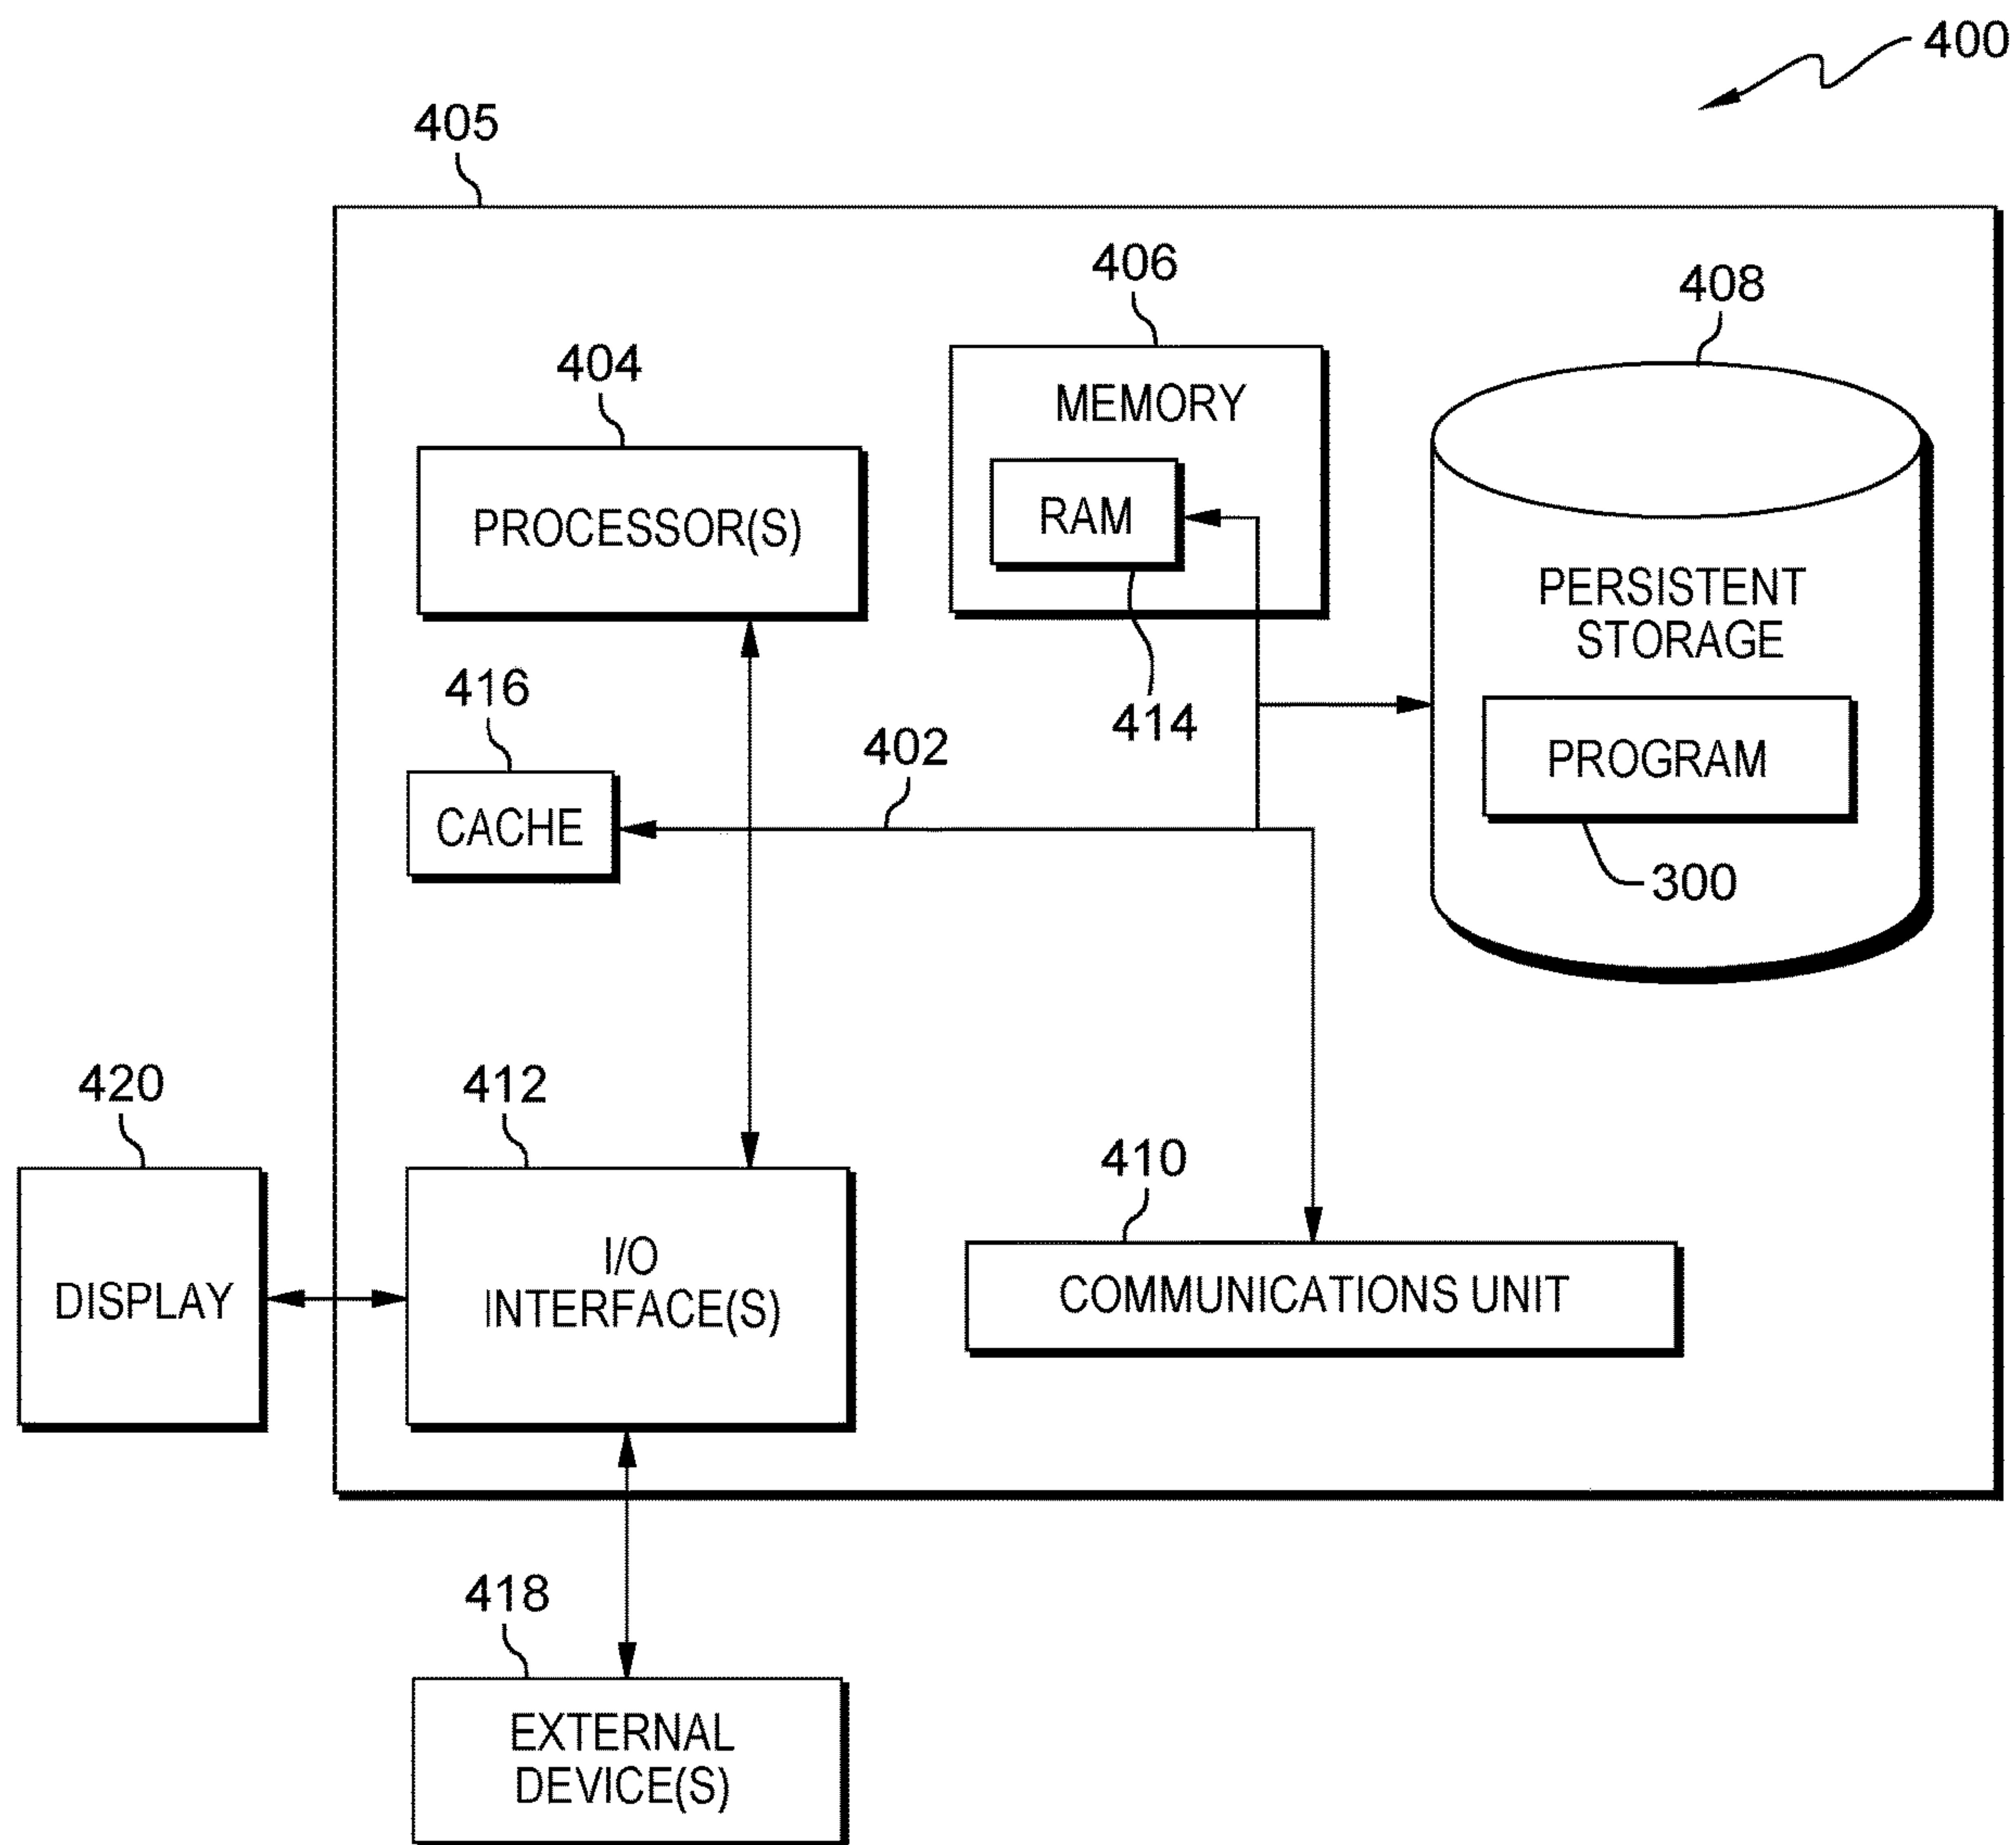 400
405
406
408
404
MEMORY
PROCESSOR(S)
RAM
PERSISTENT
STORAGE
416
414
402
PROGRAM
CACHE
300
420
412
410
I/O
INTERFACE(S)
DISPLAY
COMMUNICATIONS UNIT
418
EXTERNAL
DEVICE(S)